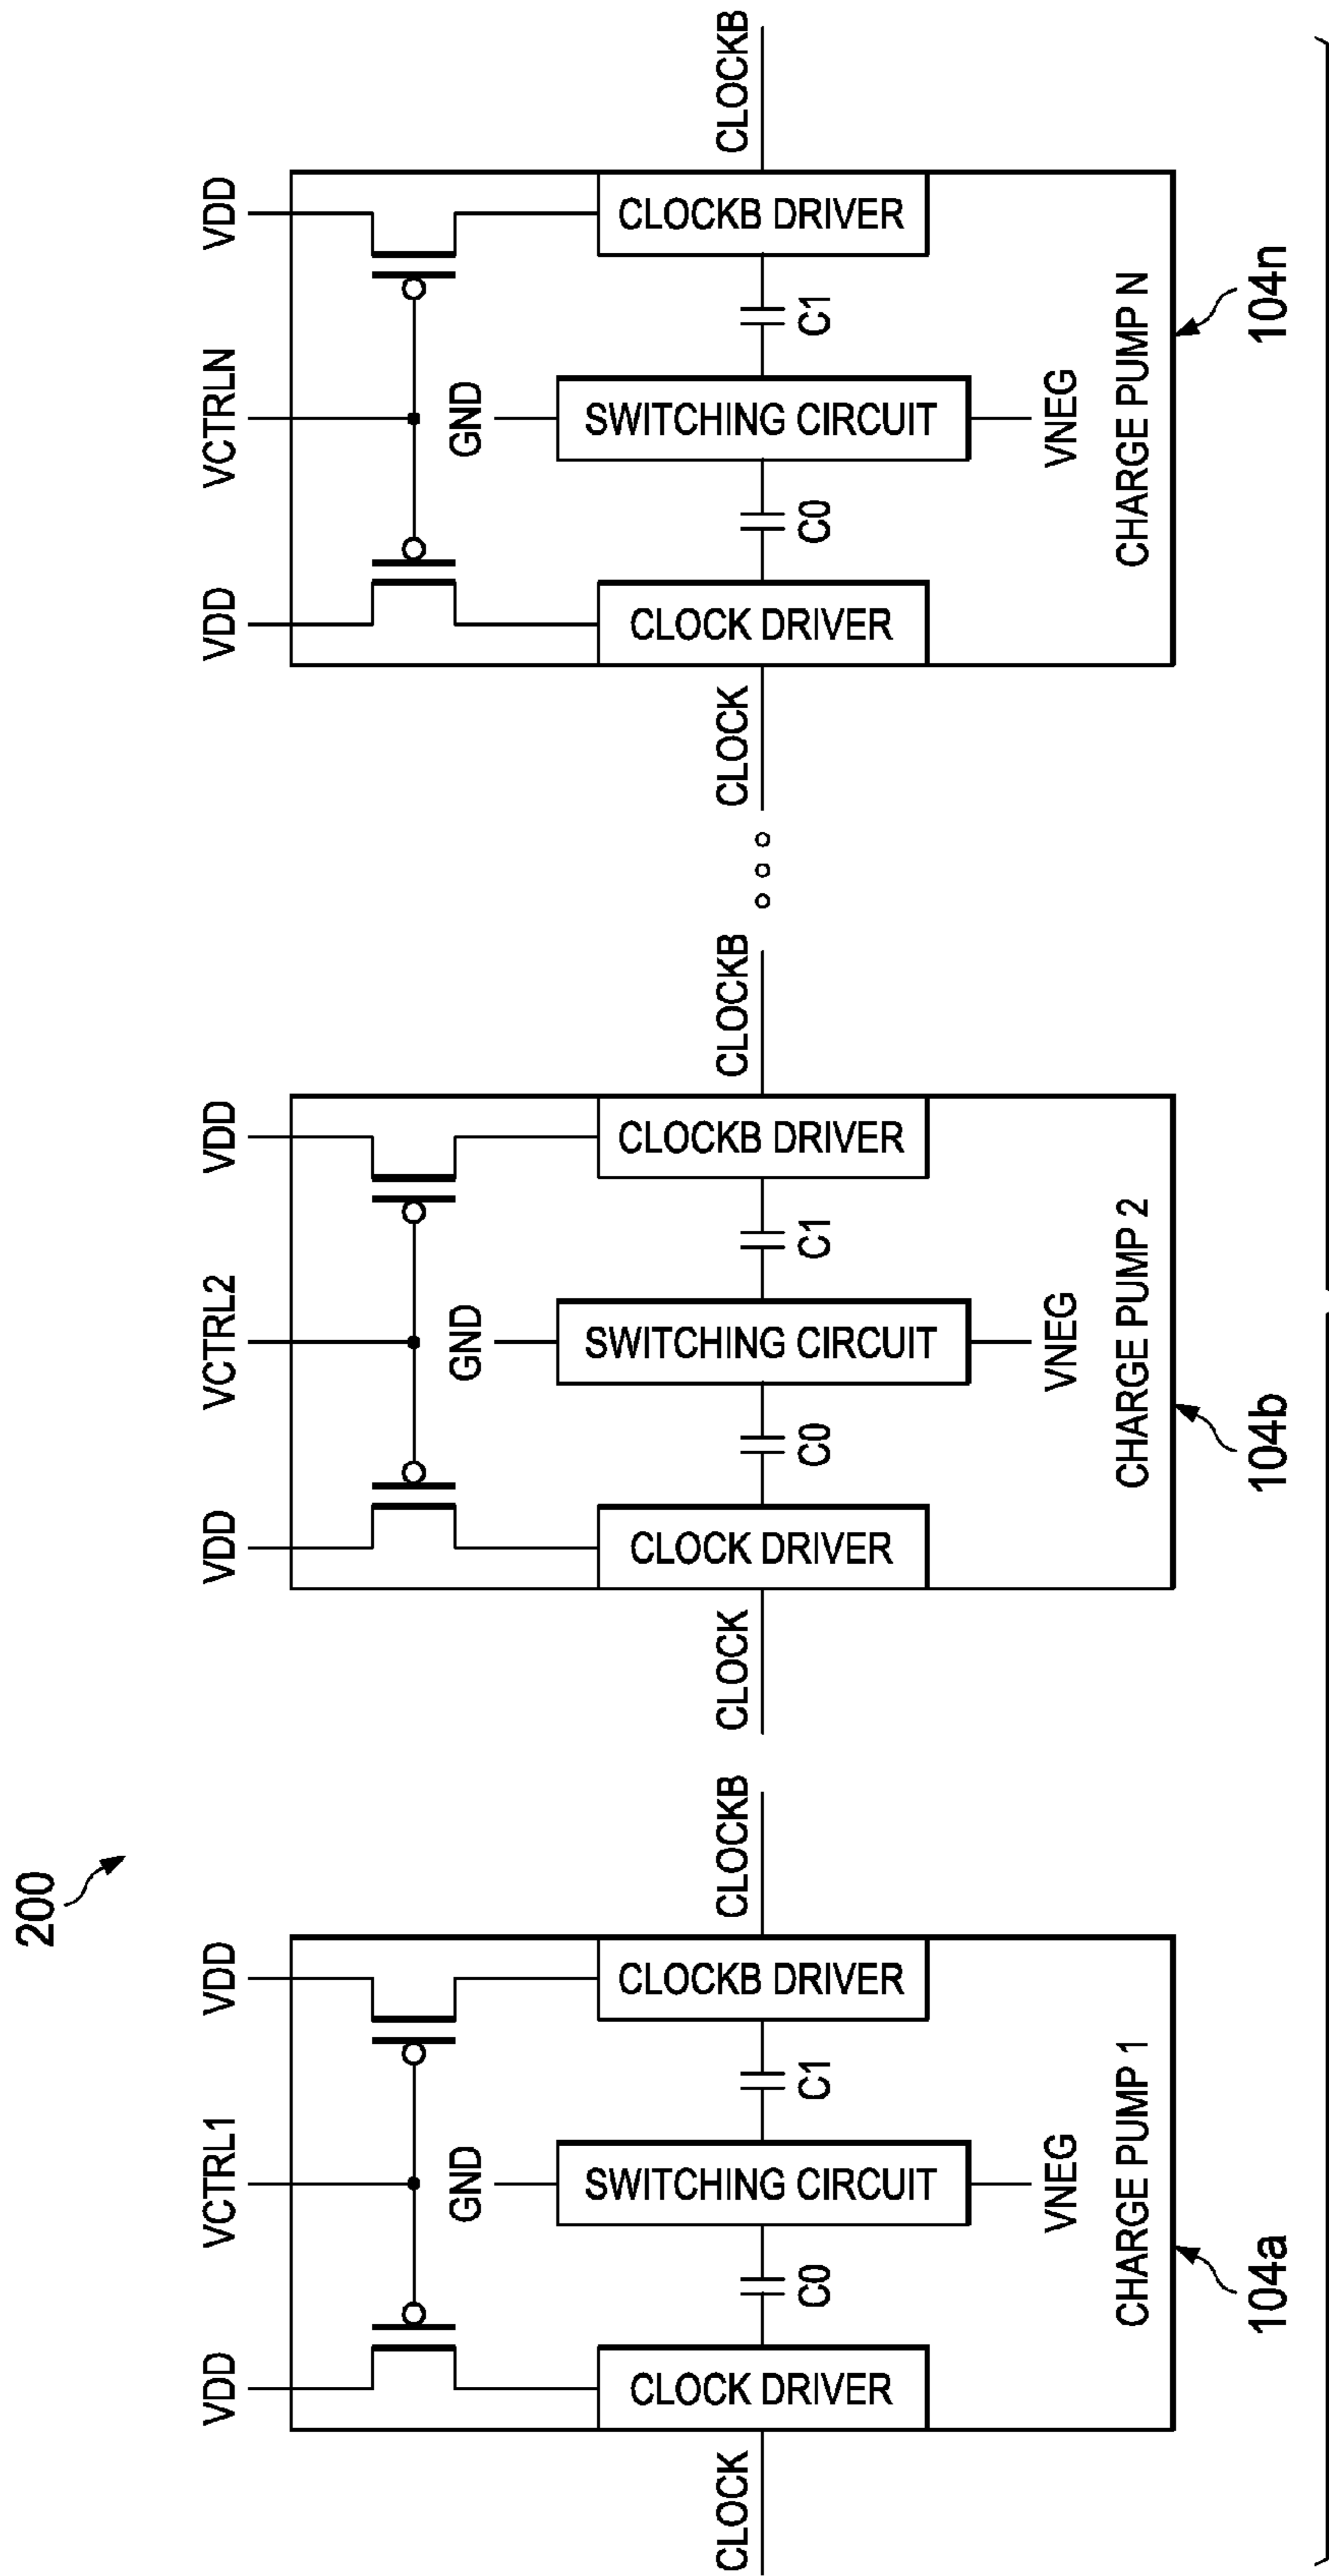 200
VDD
VCTRL1
VDD
GND
CLOCK
CLOCK DRIVER
C0
SWITCHING CIRCUIT
C1
CLOCKB DRIVER
CLOCKB
VNEG
CHARGE PUMP 1
104a
VDD
VCTRL2
VDD
GND
CLOCK
CLOCK DRIVER
C0
SWITCHING CIRCUIT
C1
CLOCKB DRIVER
CLOCKB
VNEG
CHARGE PUMP 2
104b
VDD
VCTRLN
VDD
GND
CLOCK
CLOCK DRIVER
C0
SWITCHING CIRCUIT
C1
CLOCKB DRIVER
CLOCKB
VNEG
CHARGE PUMP N
104n